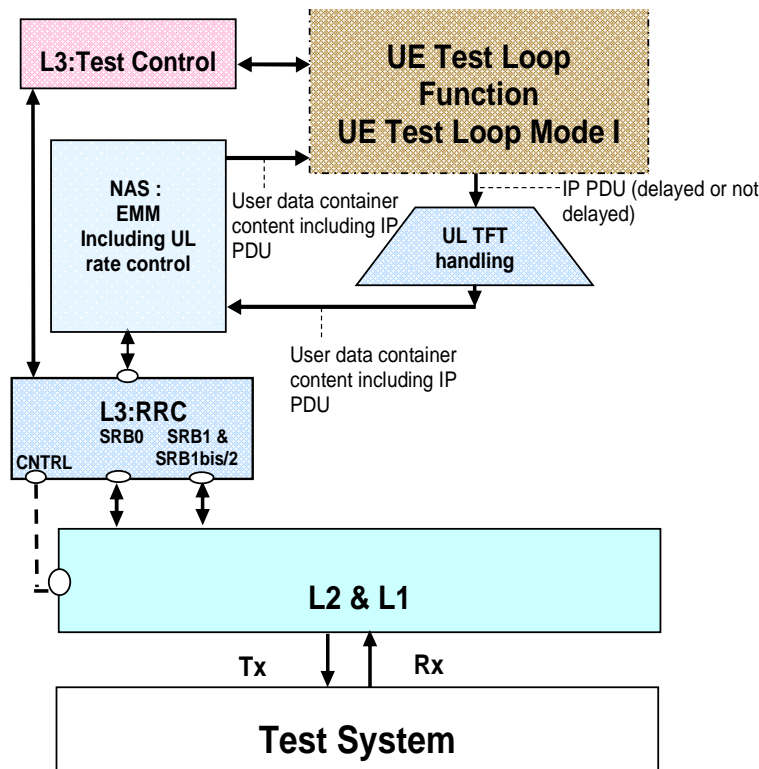 L3:Test Control
UE Test Loop
Function
UE Test Loop Mode I
NAS :
EMM
Including UL
rate control
User data container
content including IP
PDU
IP PDU (delayed or not
delayed)
UL TFT
handling
User data container
content including IP
PDU
L3:RRC
SRB0
SRB1 &
SRB1bis/2
CNTRL
L2 & L1
Tx
Rx
Test System